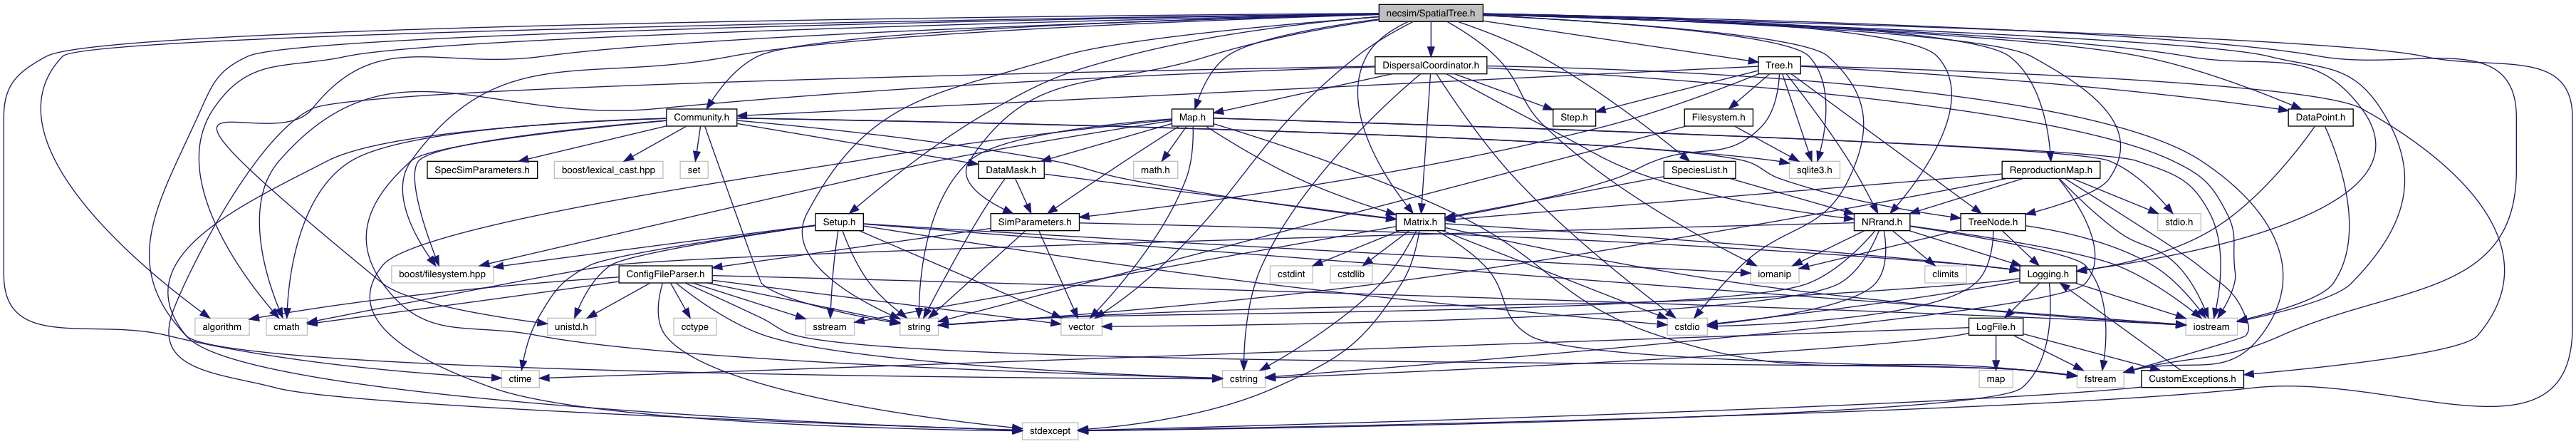 necsim/SpatialTree.h
DispersalCoordinator.h
Tree.h
Community.h
Map.h
Step.h
Filesystem.h
DataPoint.h
SpecSimParameters.h
boost/lexical_cast.hpp
set
DataMask.h
math.h
SpeciesList.h
sqlite3.h
ReproductionMap.h
Setup.h
SimParameters.h
Matrix.h
NRrand.h
TreeNode.h
stdio.h
boost/filesystem.hpp
ConfigFileParser.h
cstdint
cstdlib
iomanip
climits
Logging.h
algorithm
cmath
unistd.h
cctype
sstream
string
vector
cstdio
LogFile.h
iostream
ctime
cstring
map
fstream
CustomExceptions.h
stdexcept